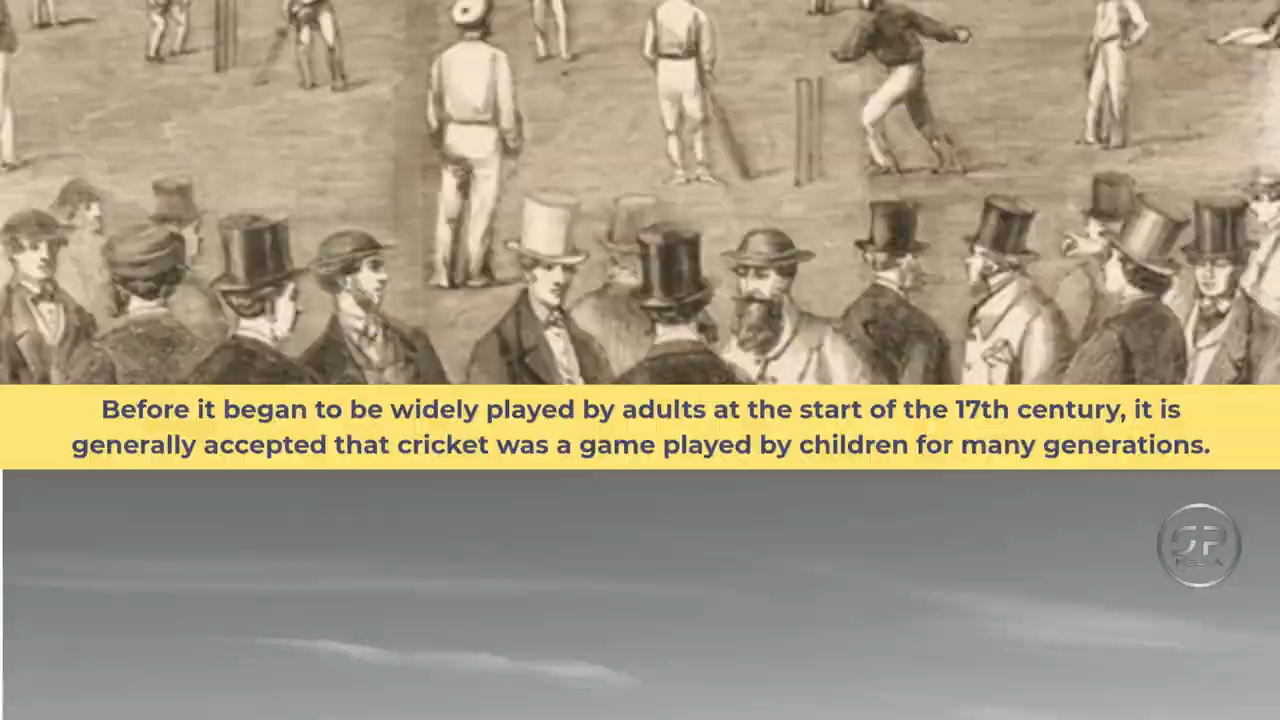 Before it began to be widely played by adults at the start of the 17th century, it is
generally accepted that cricket was a game played by children for many generations.